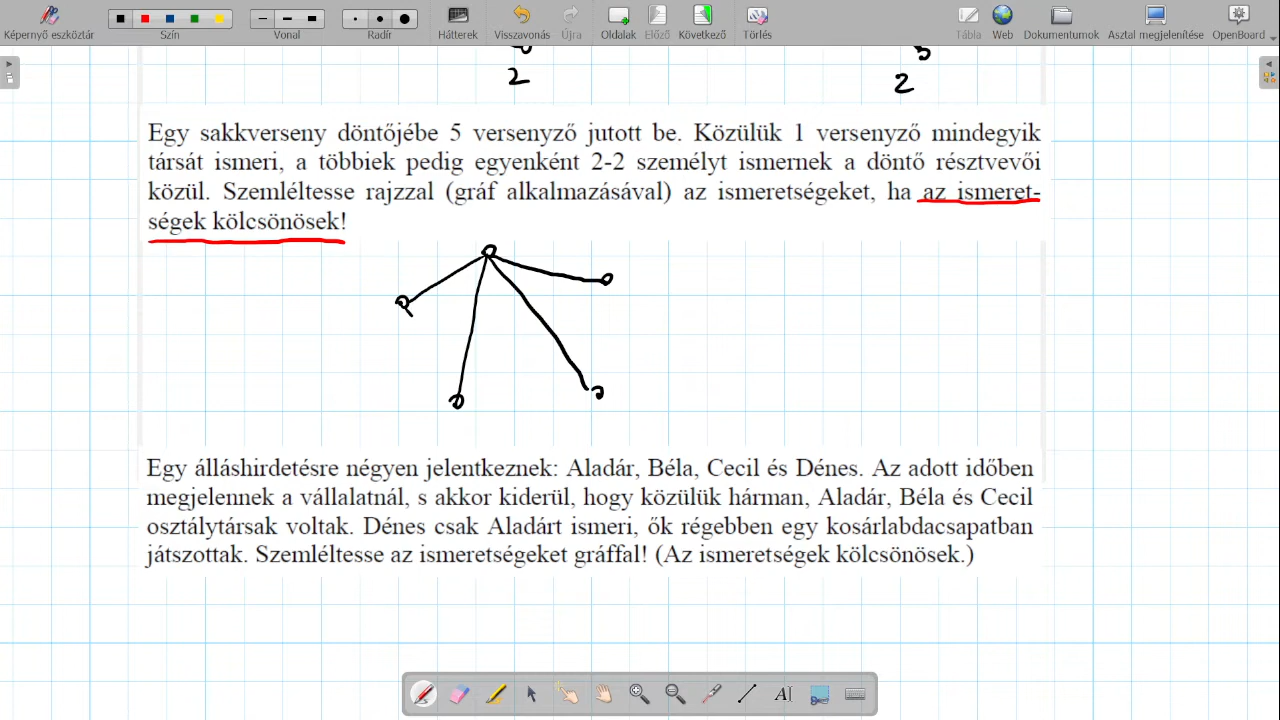 Képernyő eszköztár
Szín
Vonal
Radír
Hátterek
Visszavonás
Újra
Oldalak
Előző
Következő
Törlés
Tábla
Web
Dokumentumok
Asztal megjelenítése
OpenBoard
2
2
Egy sakkverseny döntőjébe 5 versenyző jutott be. Közülük 1 versenyző mindegyik
társát ismeri, a többiek pedig egyenként 2-2 személyt ismernek a döntő résztvevői
közül. Szemléltesse rajzzal (gráf alkalmazásával) az ismeretségeket, ha az ismeret-
ségek kölcsönösek!
Egy álláshirdetésre négyen jelentkeznek: Aladár, Béla, Cecil és Dénes. Az adott időben
megjelennek a vállalatnál, s akkor kiderül, hogy közülük hárman, Aladár, Béla és Cecil
osztálytársak voltak. Dénes csak Aladárt ismeri, ők régebben egy kosárlabdacsapatban
játszottak. Szemléltesse az ismeretségeket gráffal! (Az ismeretségek kölcsönösek.)